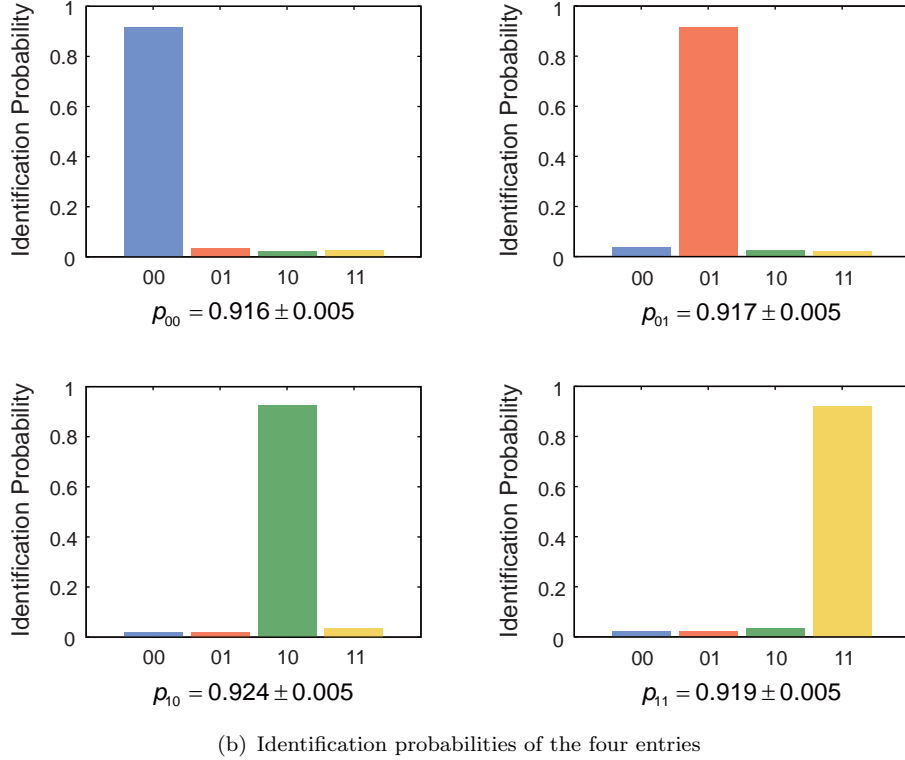 Identification Probability
1
0.8
0.6
0.4
0.2
0
00 01 10 11
p00 = 0.916 ± 0.005
Identification Probability
1
0.8
0.6
0.4
0.2
0
00 01 10 11
p01 = 0.917 ± 0.005
Identification Probability
1
0.8
0.6
0.4
0.2
0
00 01 10 11
p10 = 0.924 ± 0.005
Identification Probability
1
0.8
0.6
0.4
0.2
0
00 01 10 11
p11 = 0.919 ± 0.005
(b) Identification probabilities of the four entries